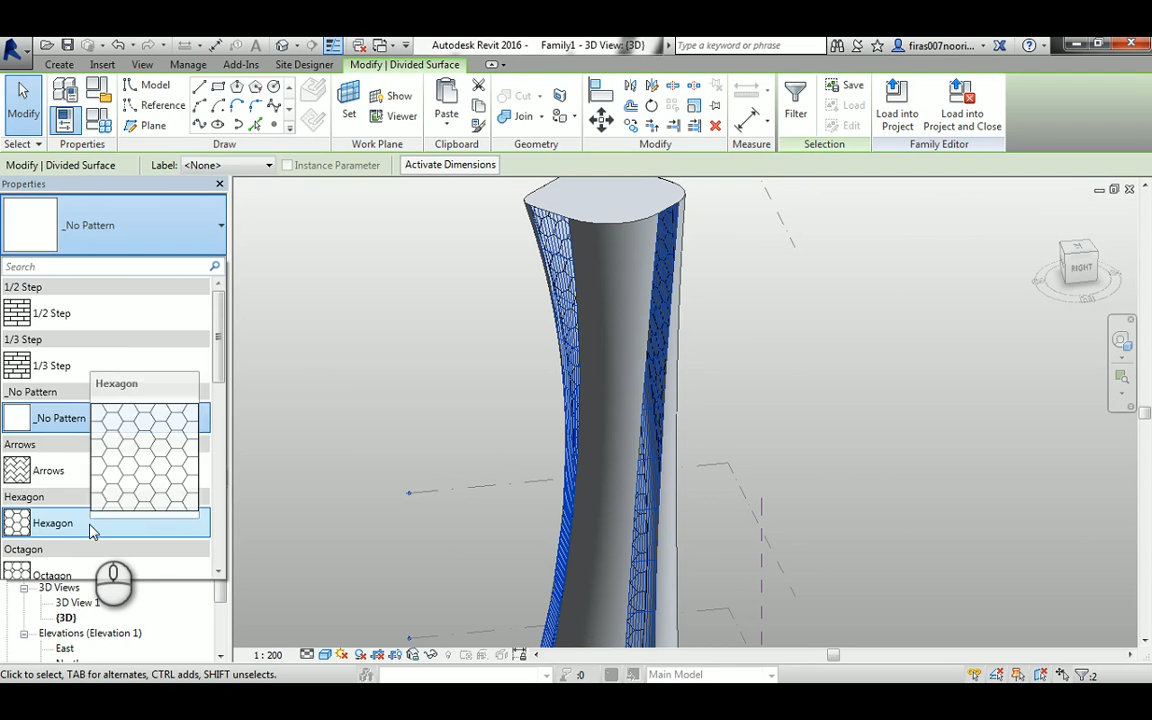 Autodesk Revit 2016 - Family1 - 3D View: {3D}
Type a keyword or phrase
firas007noori...
Create Insert View Manage Add-Ins Site Designer Modify | Divided Surface
Modify
Model
Reference
Plane
Set
Show
Viewer
Paste
Cut
Join
Filter
Save
Load
Edit
Load into
Project
Load into
Project and Close
Select Properties Draw Work Plane Clipboard Geometry Modify Measure Selection Family Editor
Modify | Divided Surface
Label: <None>
Instance Parameter
Activate Dimensions
Properties
_No Pattern
Search
1/2 Step
1/2 Step
1/3 Step
1/3 Step
_No Pattern
_No Pattern
Arrows
Arrows
Hexagon
Hexagon
Octagon
Octagon
Hexagon
3D Views
3D View 1
{3D}
Elevations (Elevation 1)
East
RIGHT
1 : 200
Click to select, TAB for alternates, CTRL adds, SHIFT unselects.
:0
Main Model
:2